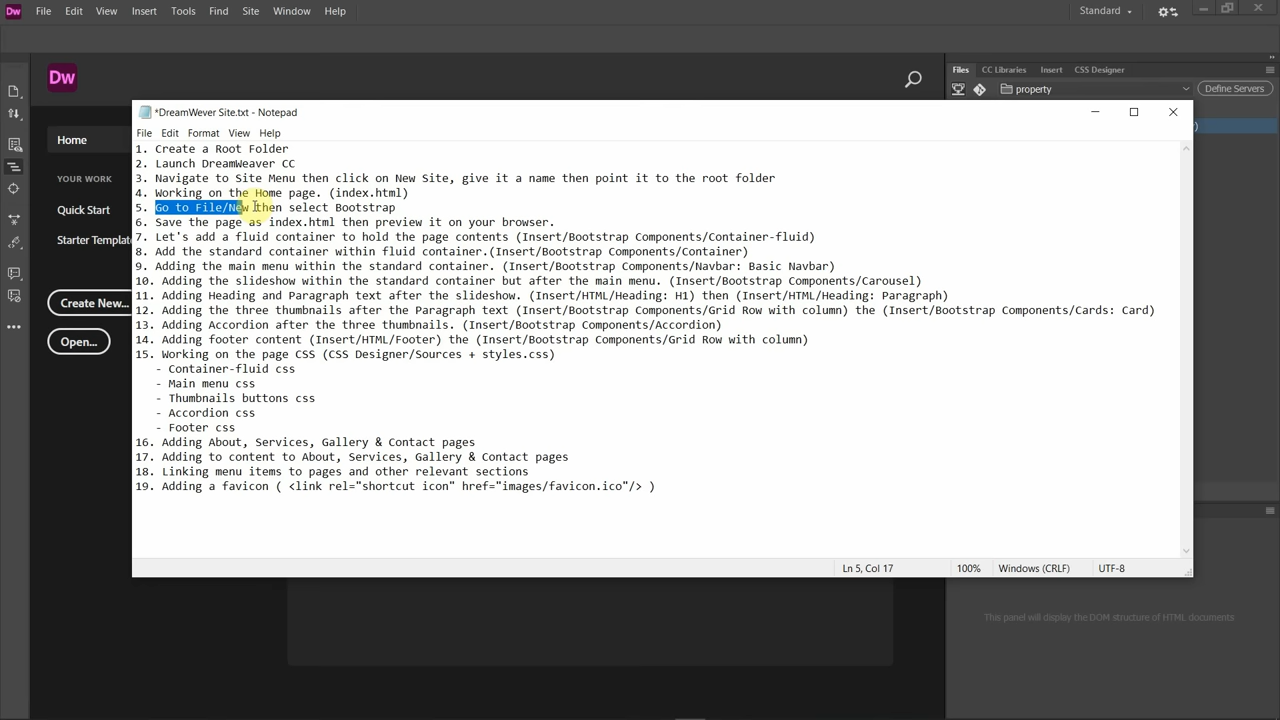 Dw File Edit View Insert Tools Find Site Window Help Standard
Dw
Files CC Libraries Insert CSS Designer
property Define Servers
Home
YOUR WORK
Quick Start
Starter Templat
Create New...
Open...
*DreamWever Site.txt - Notepad
File Edit Format View Help
1. Create a Root Folder
2. Launch DreamWeaver CC
3. Navigate to Site Menu then click on New Site, give it a name then point it to the root folder
4. Working on the Home page. (index.html)
5. Go to File/New then select Bootstrap
6. Save the page as index.html then preview it on your browser.
7. Let's add a fluid container to hold the page contents (Insert/Bootstrap Components/Container-fluid)
8. Add the standard container within fluid container.(Insert/Bootstrap Components/Container)
9. Adding the main menu within the standard container. (Insert/Bootstrap Components/Navbar: Basic Navbar)
10. Adding the slideshow within the standard container but after the main menu. (Insert/Bootstrap Components/Carousel)
11. Adding Heading and Paragraph text after the slideshow. (Insert/HTML/Heading: H1) then (Insert/HTML/Heading: Paragraph)
12. Adding the three thumbnails after the Paragraph text (Insert/Bootstrap Components/Grid Row with column) the (Insert/Bootstrap Components/Cards: Card)
13. Adding Accordion after the three thumbnails. (Insert/Bootstrap Components/Accordion)
14. Adding footer content (Insert/HTML/Footer) the (Insert/Bootstrap Components/Grid Row with column)
15. Working on the page CSS (CSS Designer/Sources + styles.css)
- Container-fluid css
- Main menu css
- Thumbnails buttons css
- Accordion css
- Footer css
16. Adding About, Services, Gallery & Contact pages
17. Adding to content to About, Services, Gallery & Contact pages
18. Linking menu items to pages and other relevant sections
19. Adding a favicon ( <link rel="shortcut icon" href="images/favicon.ico"/> )
Ln 5, Col 17 100% Windows (CRLF) UTF-8
This panel will display the DOM structure of HTML documents